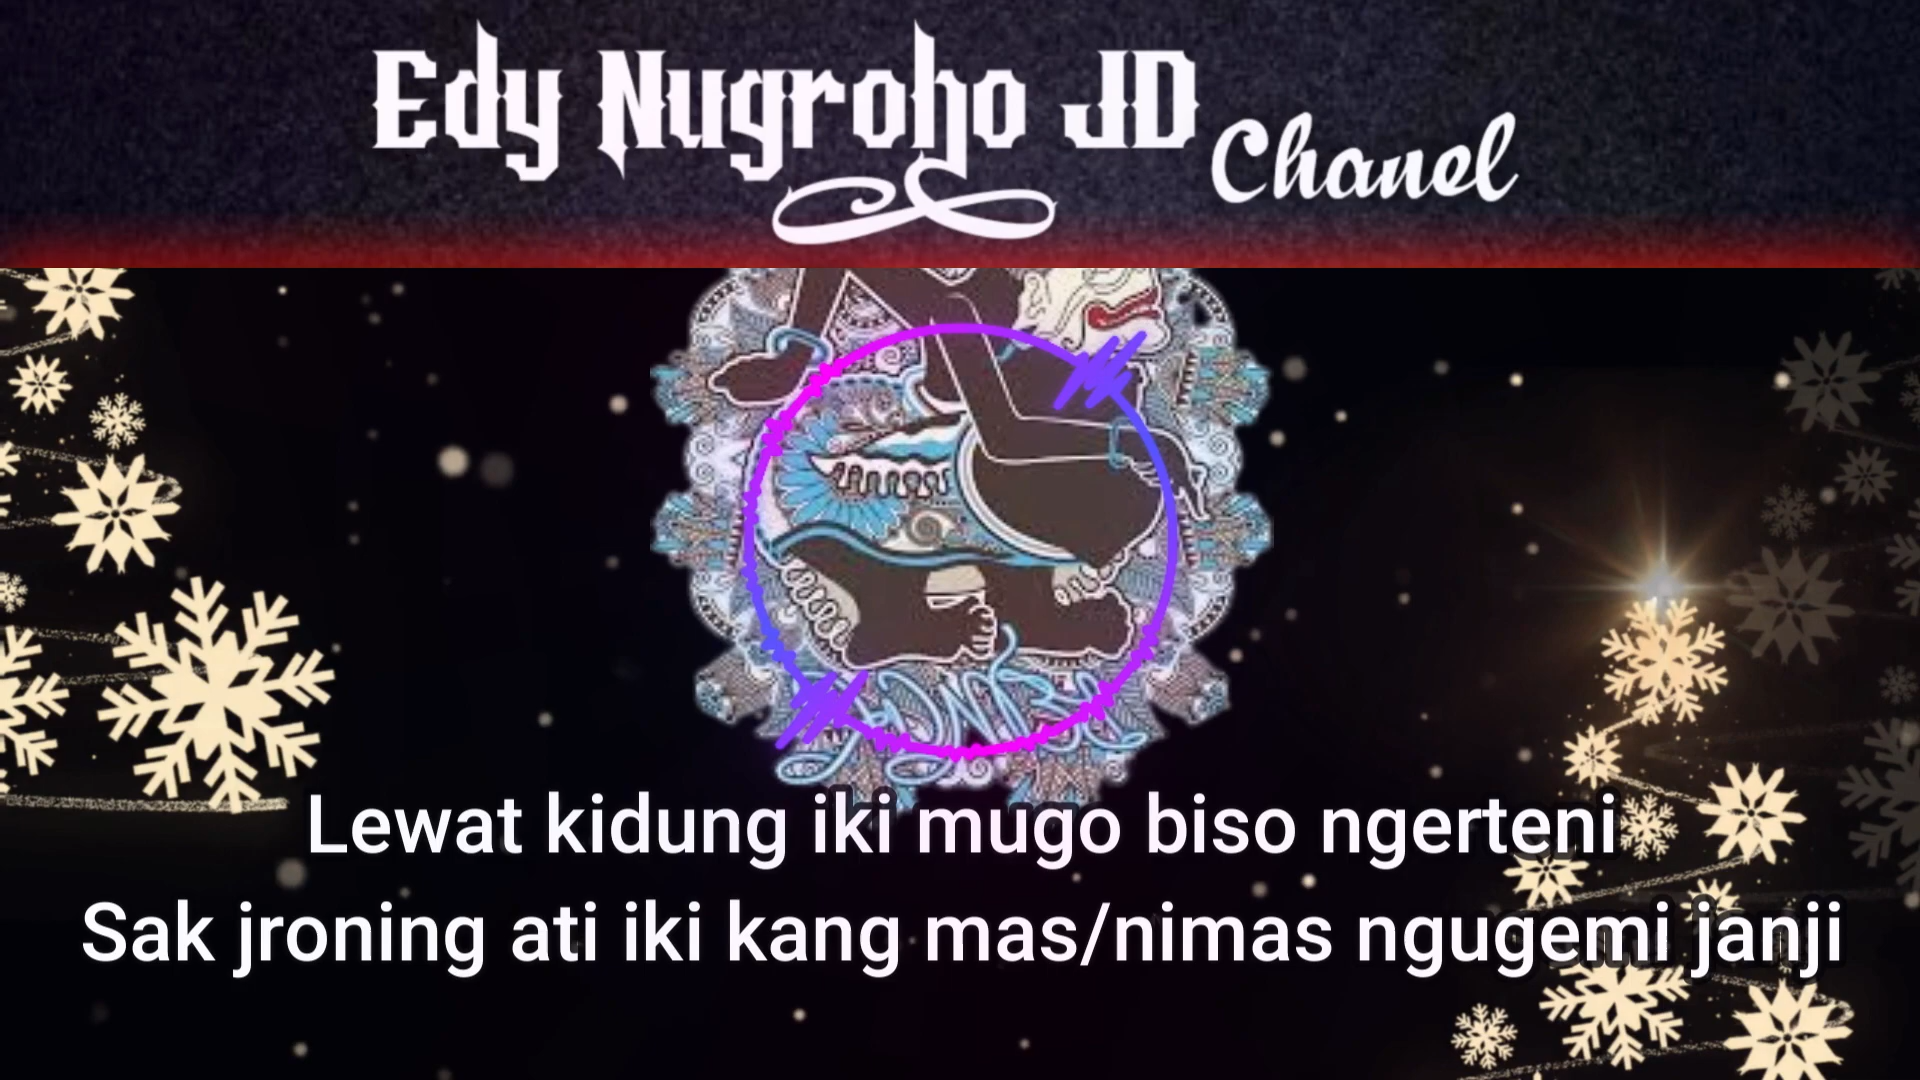 Edy Nugroho JD Chanel
Lewat kidung iki mugo biso ngerteni
Sak jroning ati iki kang mas/nimas ngugemi janji